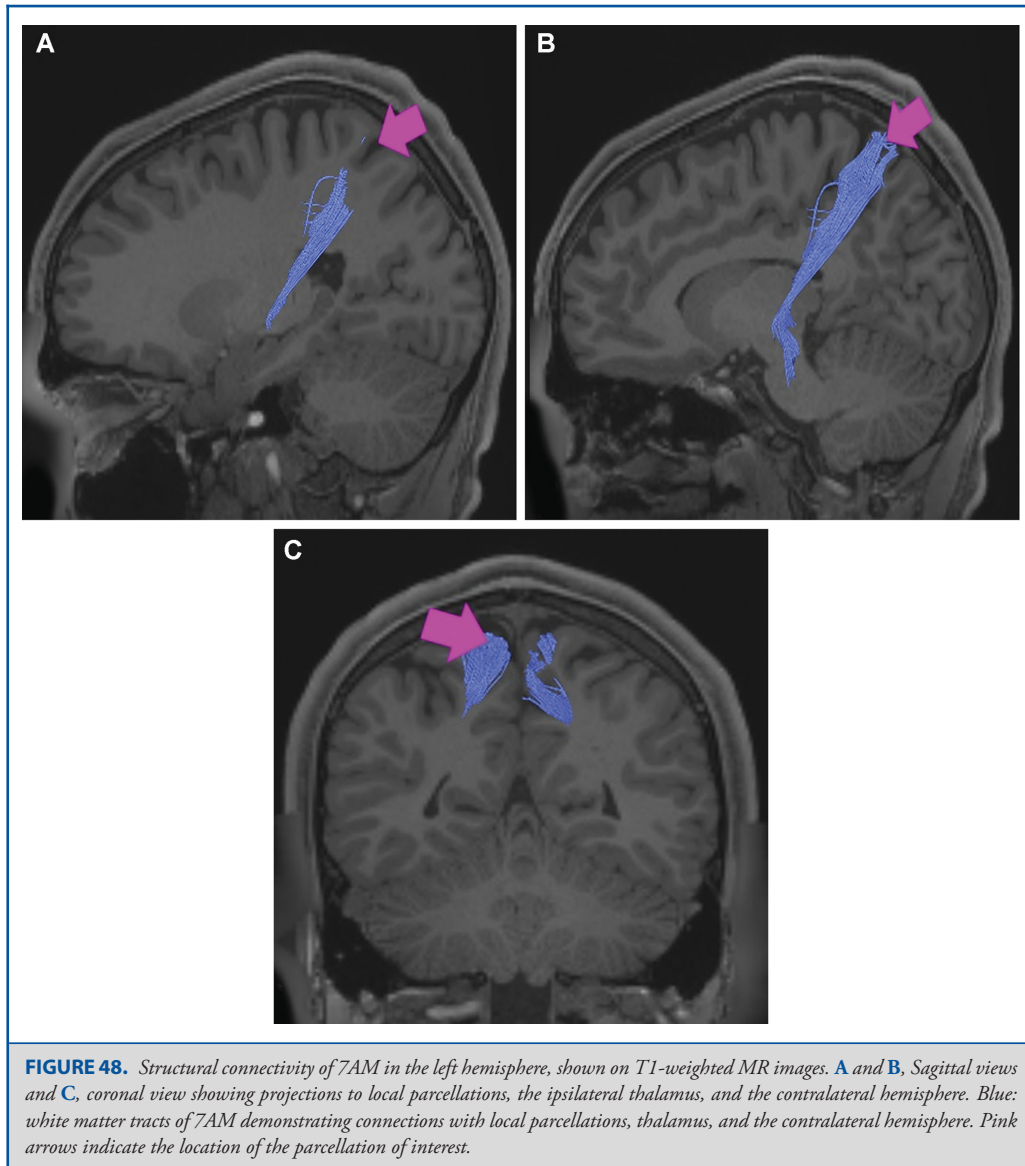 A
B
C
FIGURE 48. Structural connectivity of 7AM in the left hemisphere, shown on T1-weighted MR images. A and B, Sagittal views
and C, coronal view showing projections to local parcellations, the ipsilateral thalamus, and the contralateral hemisphere. Blue:
white matter tracts of 7AM demonstrating connections with local parcellations, thalamus, and the contralateral hemisphere. Pink
arrows indicate the location of the parcellation of interest.